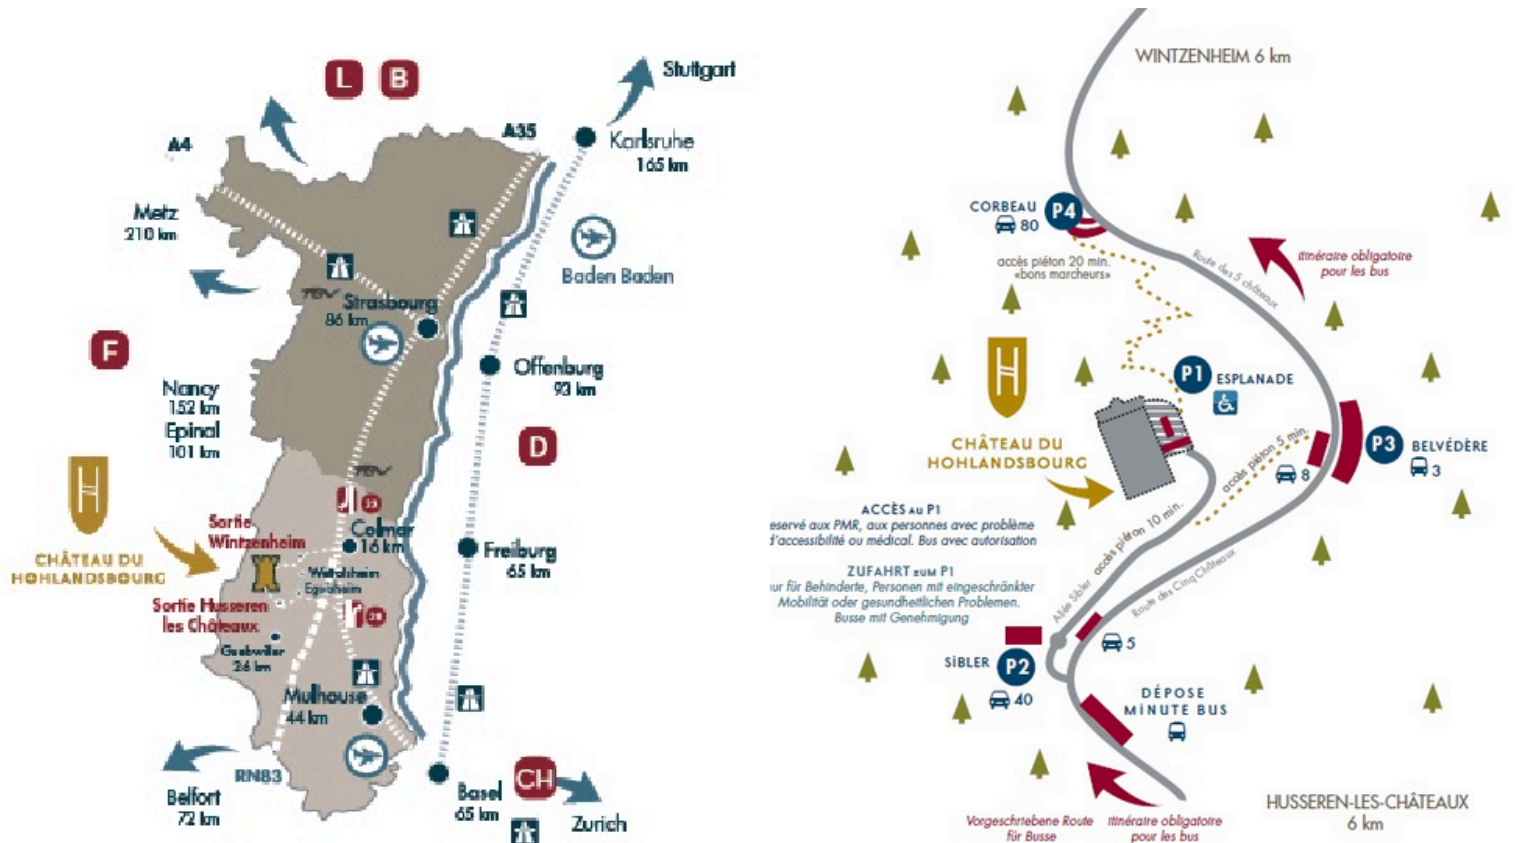 L B
Stuttgart
A4
A35
Karlsruhe
165 km
Metz
210 km
Baden Baden
TGV
Strasbourg
86 km
F
Offenburg
93 km
Nancy
152 km
Epinal
101 km
D
TGV
Sortie
Wintzenheim
Colmar
16 km
Freiburg
65 km
CHÂTEAU DU
HOHLANDSBOURG
Wettolsheim
Eguisheim
Sortie Husseren
les Châteaux
Guebwiller
26 km
Mulhouse
44 km
RN83
Belfort
72 km
CH
Basel
65 km
Zurich
WINTZENHEIM 6 km
CORBEAU
P4
80
accès piéton 20 min.
«bons marcheurs»
Route des 5 châteaux
itinéraire obligatoire
pour les bus
H
P1
ESPLANADE
CHÂTEAU DU
HOHLANDSBOURG
accès piéton 5 min.
P3
BELVÉDÈRE
8
3
ACCÈS AU P1
eservé aux PMR, aux personnes avec problème
d'accessibilité ou médical. Bus avec autorisation
accès piéton 10 min.
ZUFAHRT ZUM P1
ur für Behinderte, Personen mit eingeschränkter
Mobilität oder gesundheitlichen Problemen.
Busse mit Genehmigung
Allée Sibler
Route des Cinq Châteaux
5
SIBLER
P2
40
DÉPOSE
MINUTE BUS
HUSSEREN-LES-CHÂTEAUX
6 km
Vorgeschriebene Route
für Busse
itinéraire obligatoire
pour les bus